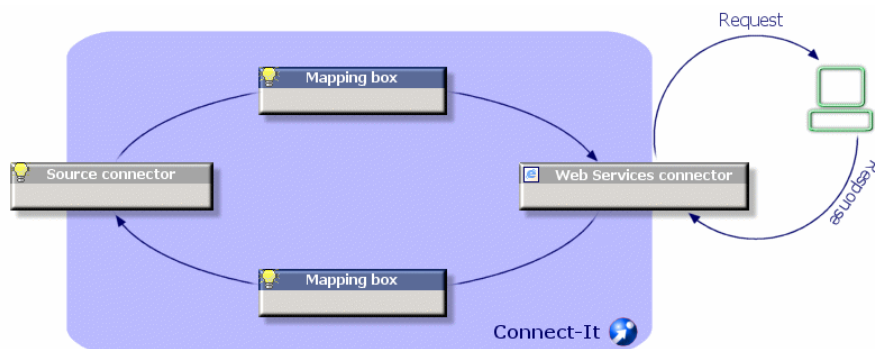 Request
Mapping box
Source connector
Web Services connector
Response
Mapping box
Connect-It